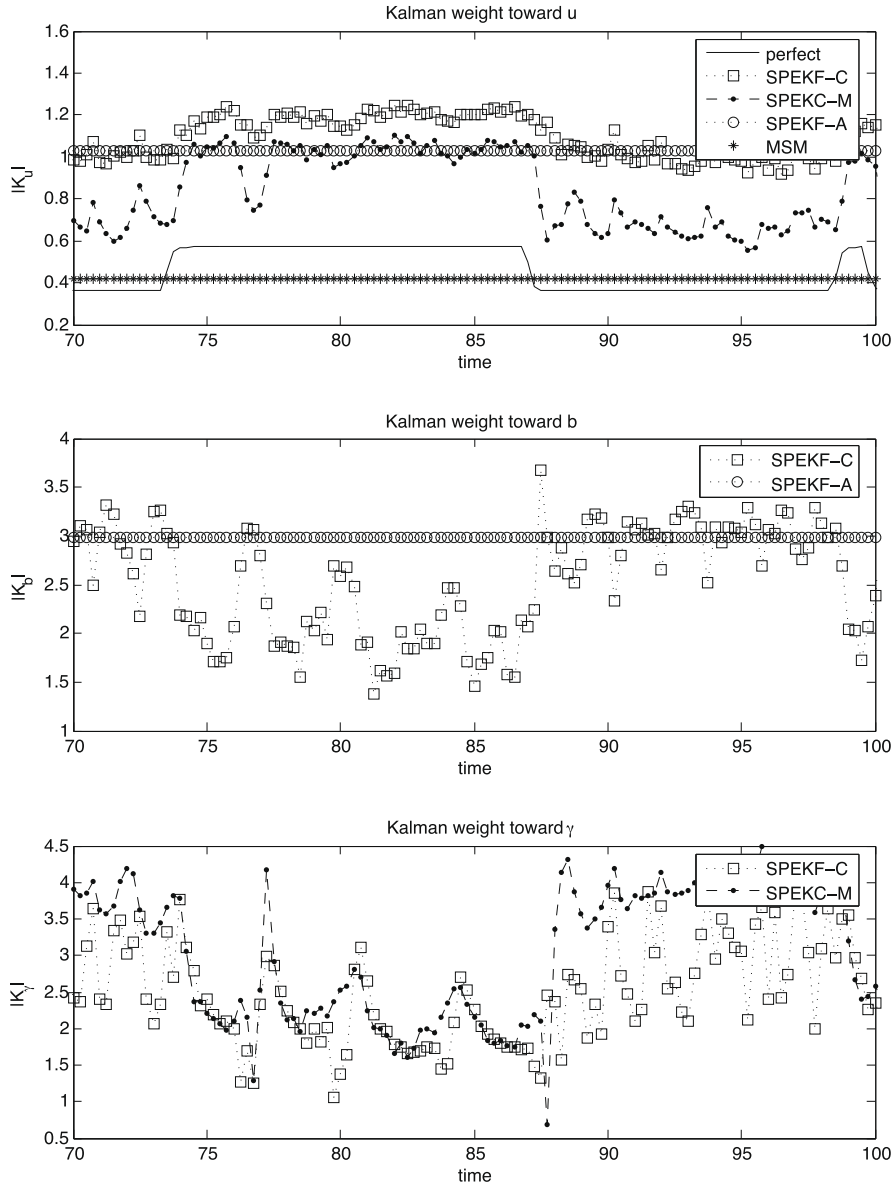 Kalman weight toward u
1.6
1.4
1.2
1
0.8
0.6
0.4
0.2
|K_u|
perfect
SPEKF−C
SPEKC−M
SPEKF−A
MSM
70 75 80 85 90 95 100
time
Kalman weight toward b
4
3.5
3
2.5
2
1.5
1
|K_b|
SPEKF−C
SPEKF−A
70 75 80 85 90 95 100
time
Kalman weight toward γ
4.5
4
3.5
3
2.5
2
1.5
1
0.5
|K_γ|
SPEKF−C
SPEKC−M
70 75 80 85 90 95 100
time